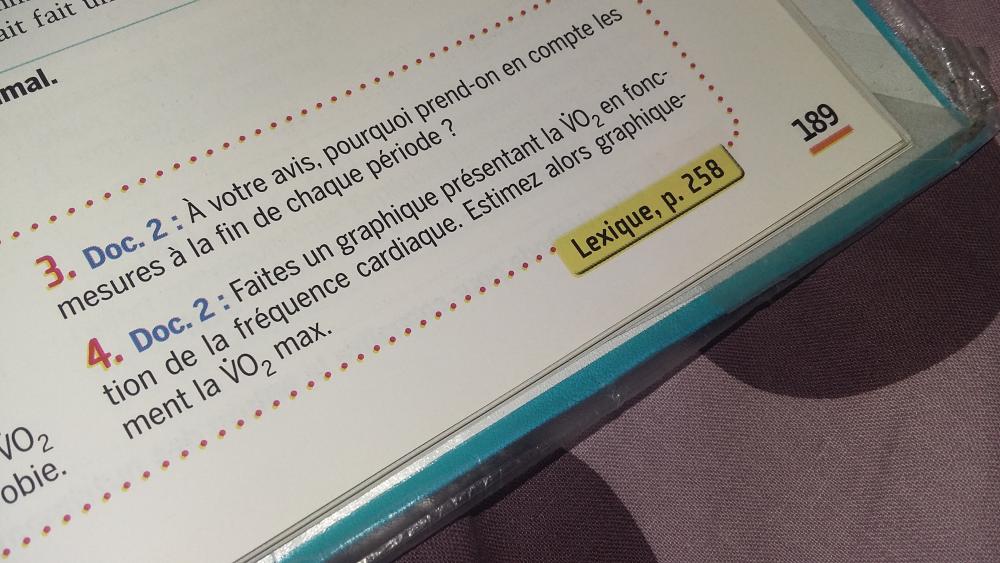 ait fait un
mal.
3. Doc. 2 : À votre avis, pourquoi prend-on en compte les
mesures à la fin de chaque période ?
4. Doc. 2 : Faites un graphique présentant la V̇O₂ en fonc-
tion de la fréquence cardiaque. Estimez alors graphique-
ment la V̇O₂ max.
VO₂
obie.
Lexique, p. 258
189